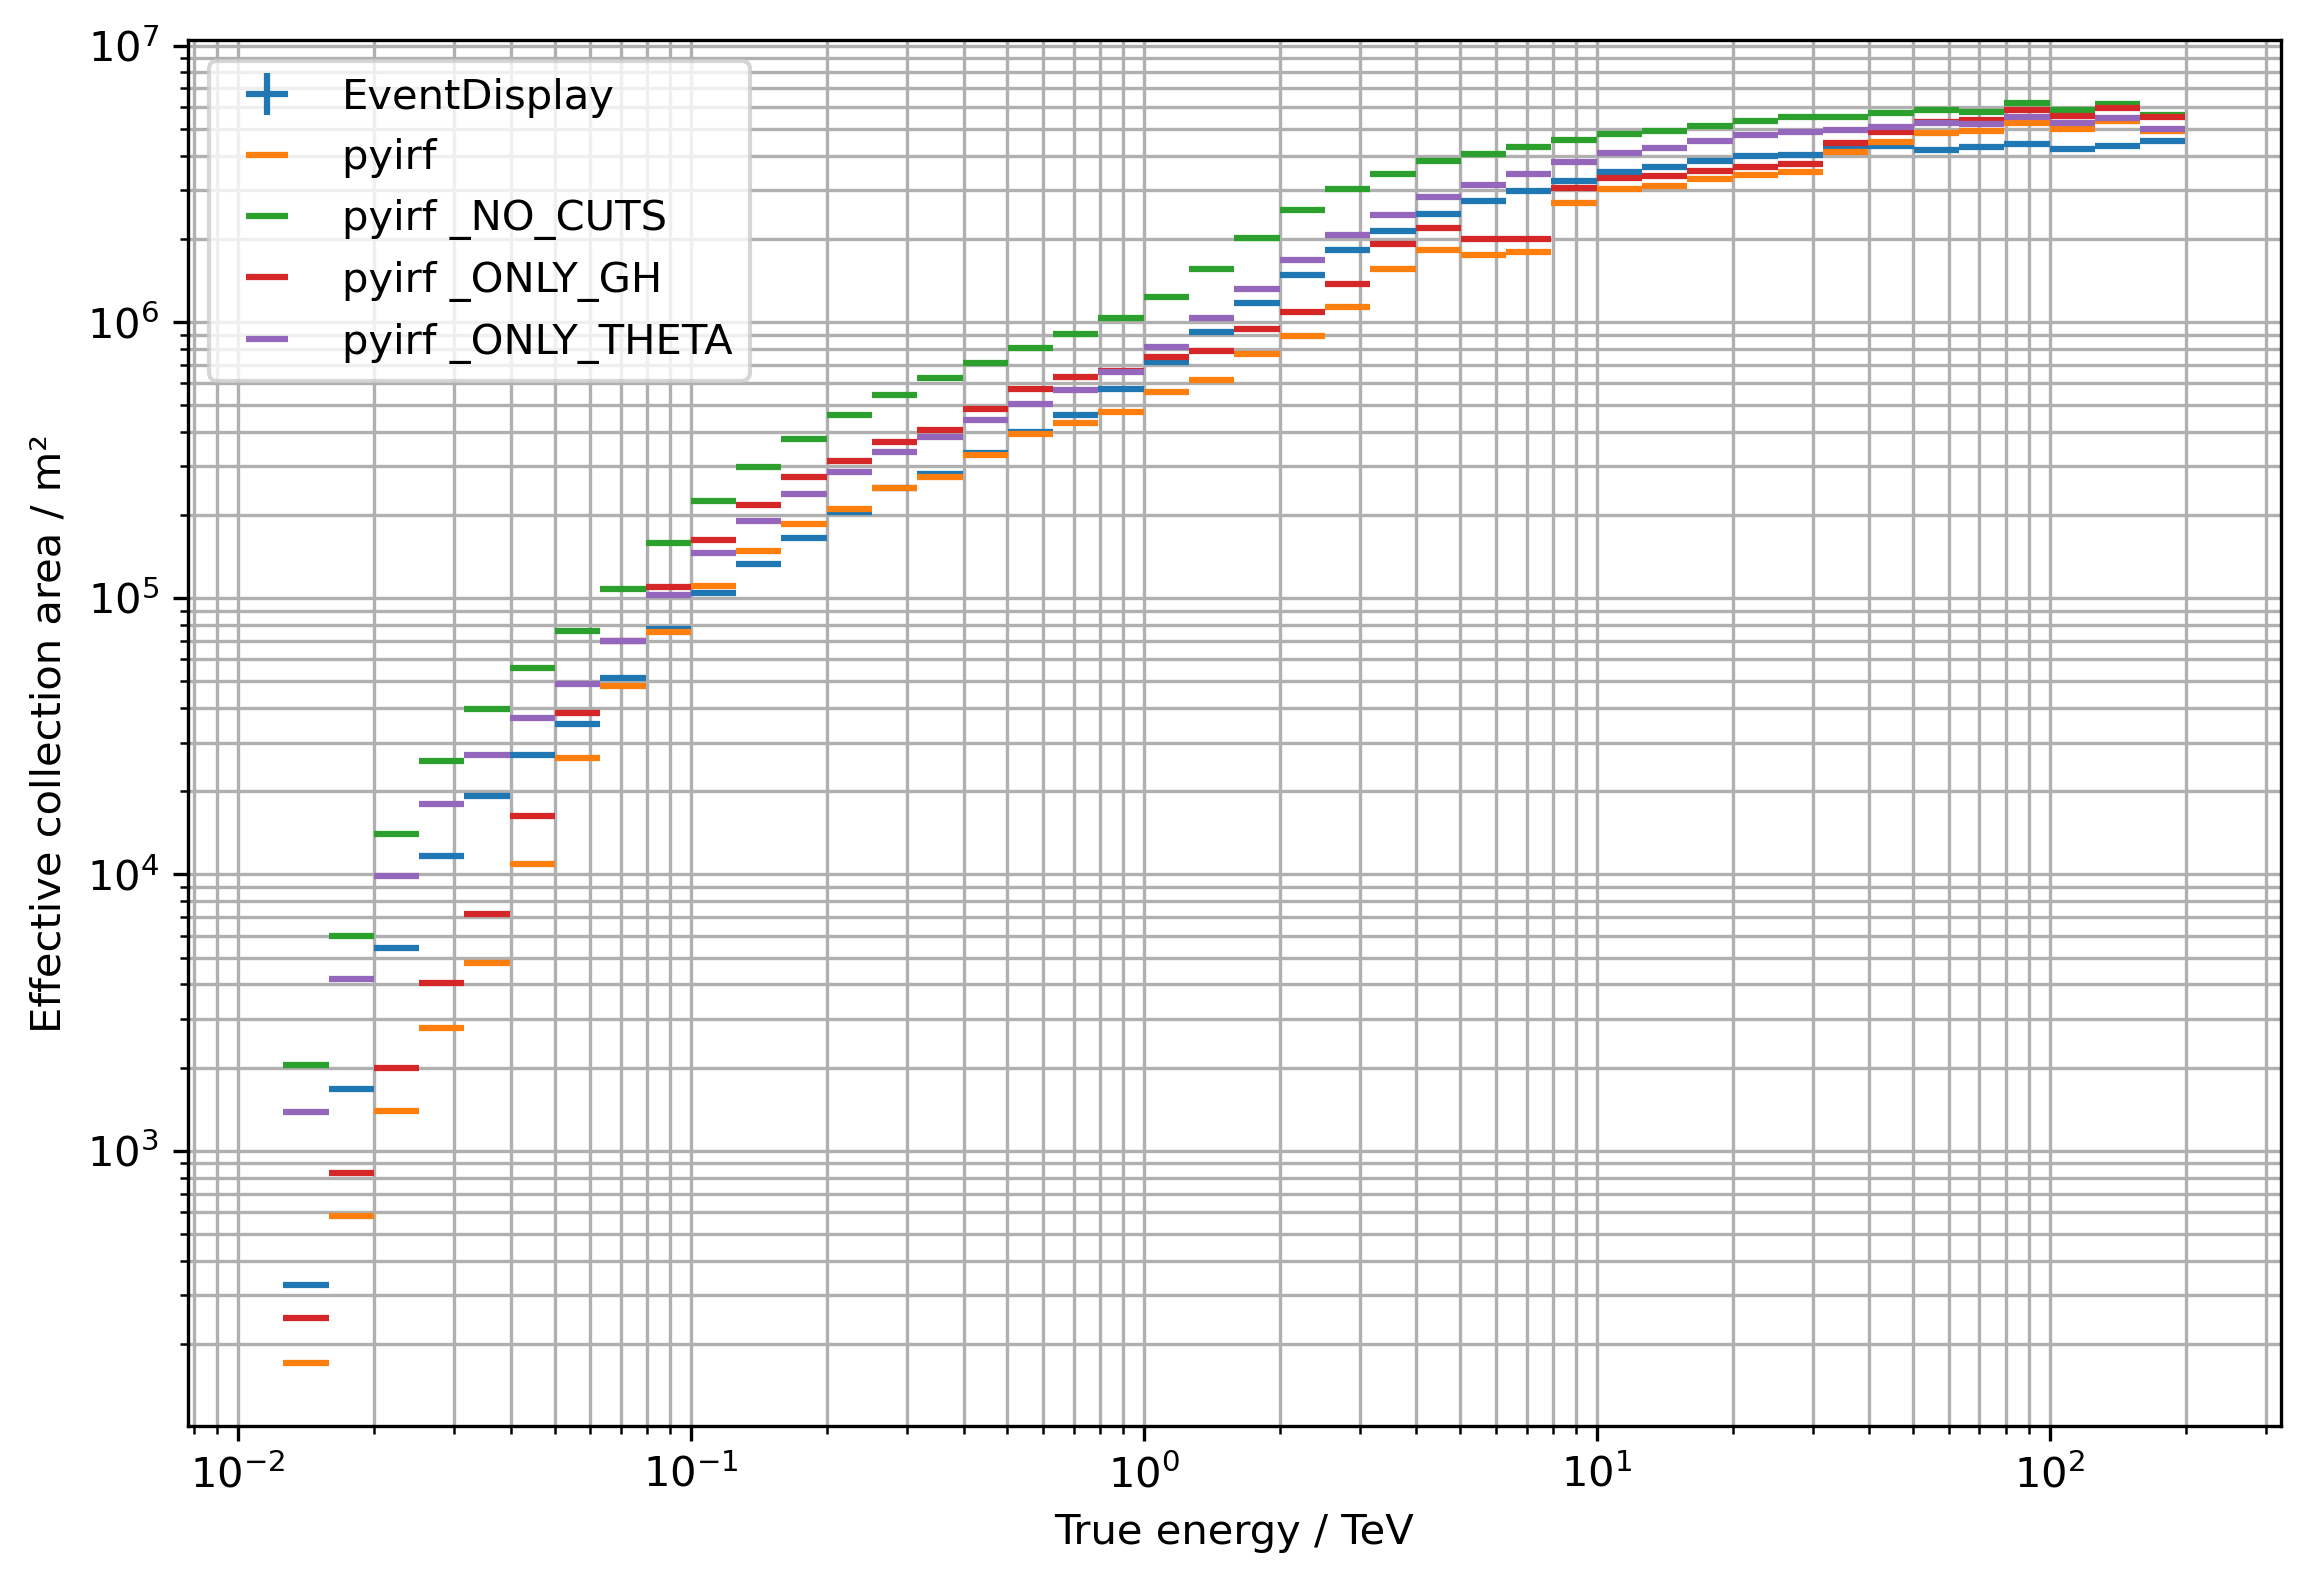 10⁷
10⁶
10⁵
10⁴
10³
Effective collection area / m²
EventDisplay
pyirf
pyirf _NO_CUTS
pyirf _ONLY_GH
pyirf _ONLY_THETA
10⁻² 10⁻¹ 10⁰ 10¹ 10²
True energy / TeV